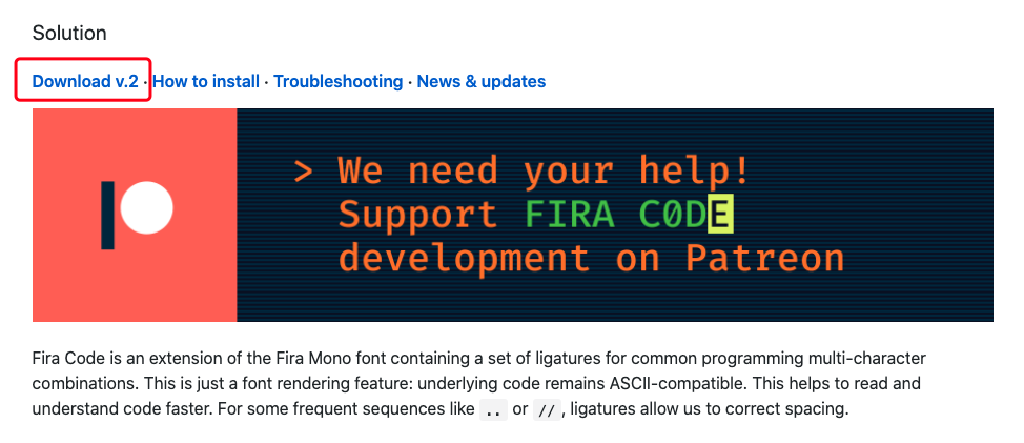 Solution
Download v.2 · How to install · Troubleshooting · News & updates
> We need your help!
Support FIRA C0DE
development on Patreon
Fira Code is an extension of the Fira Mono font containing a set of ligatures for common programming multi-character
combinations. This is just a font rendering feature: underlying code remains ASCII-compatible. This helps to read and
understand code faster. For some frequent sequences like .. or //, ligatures allow us to correct spacing.